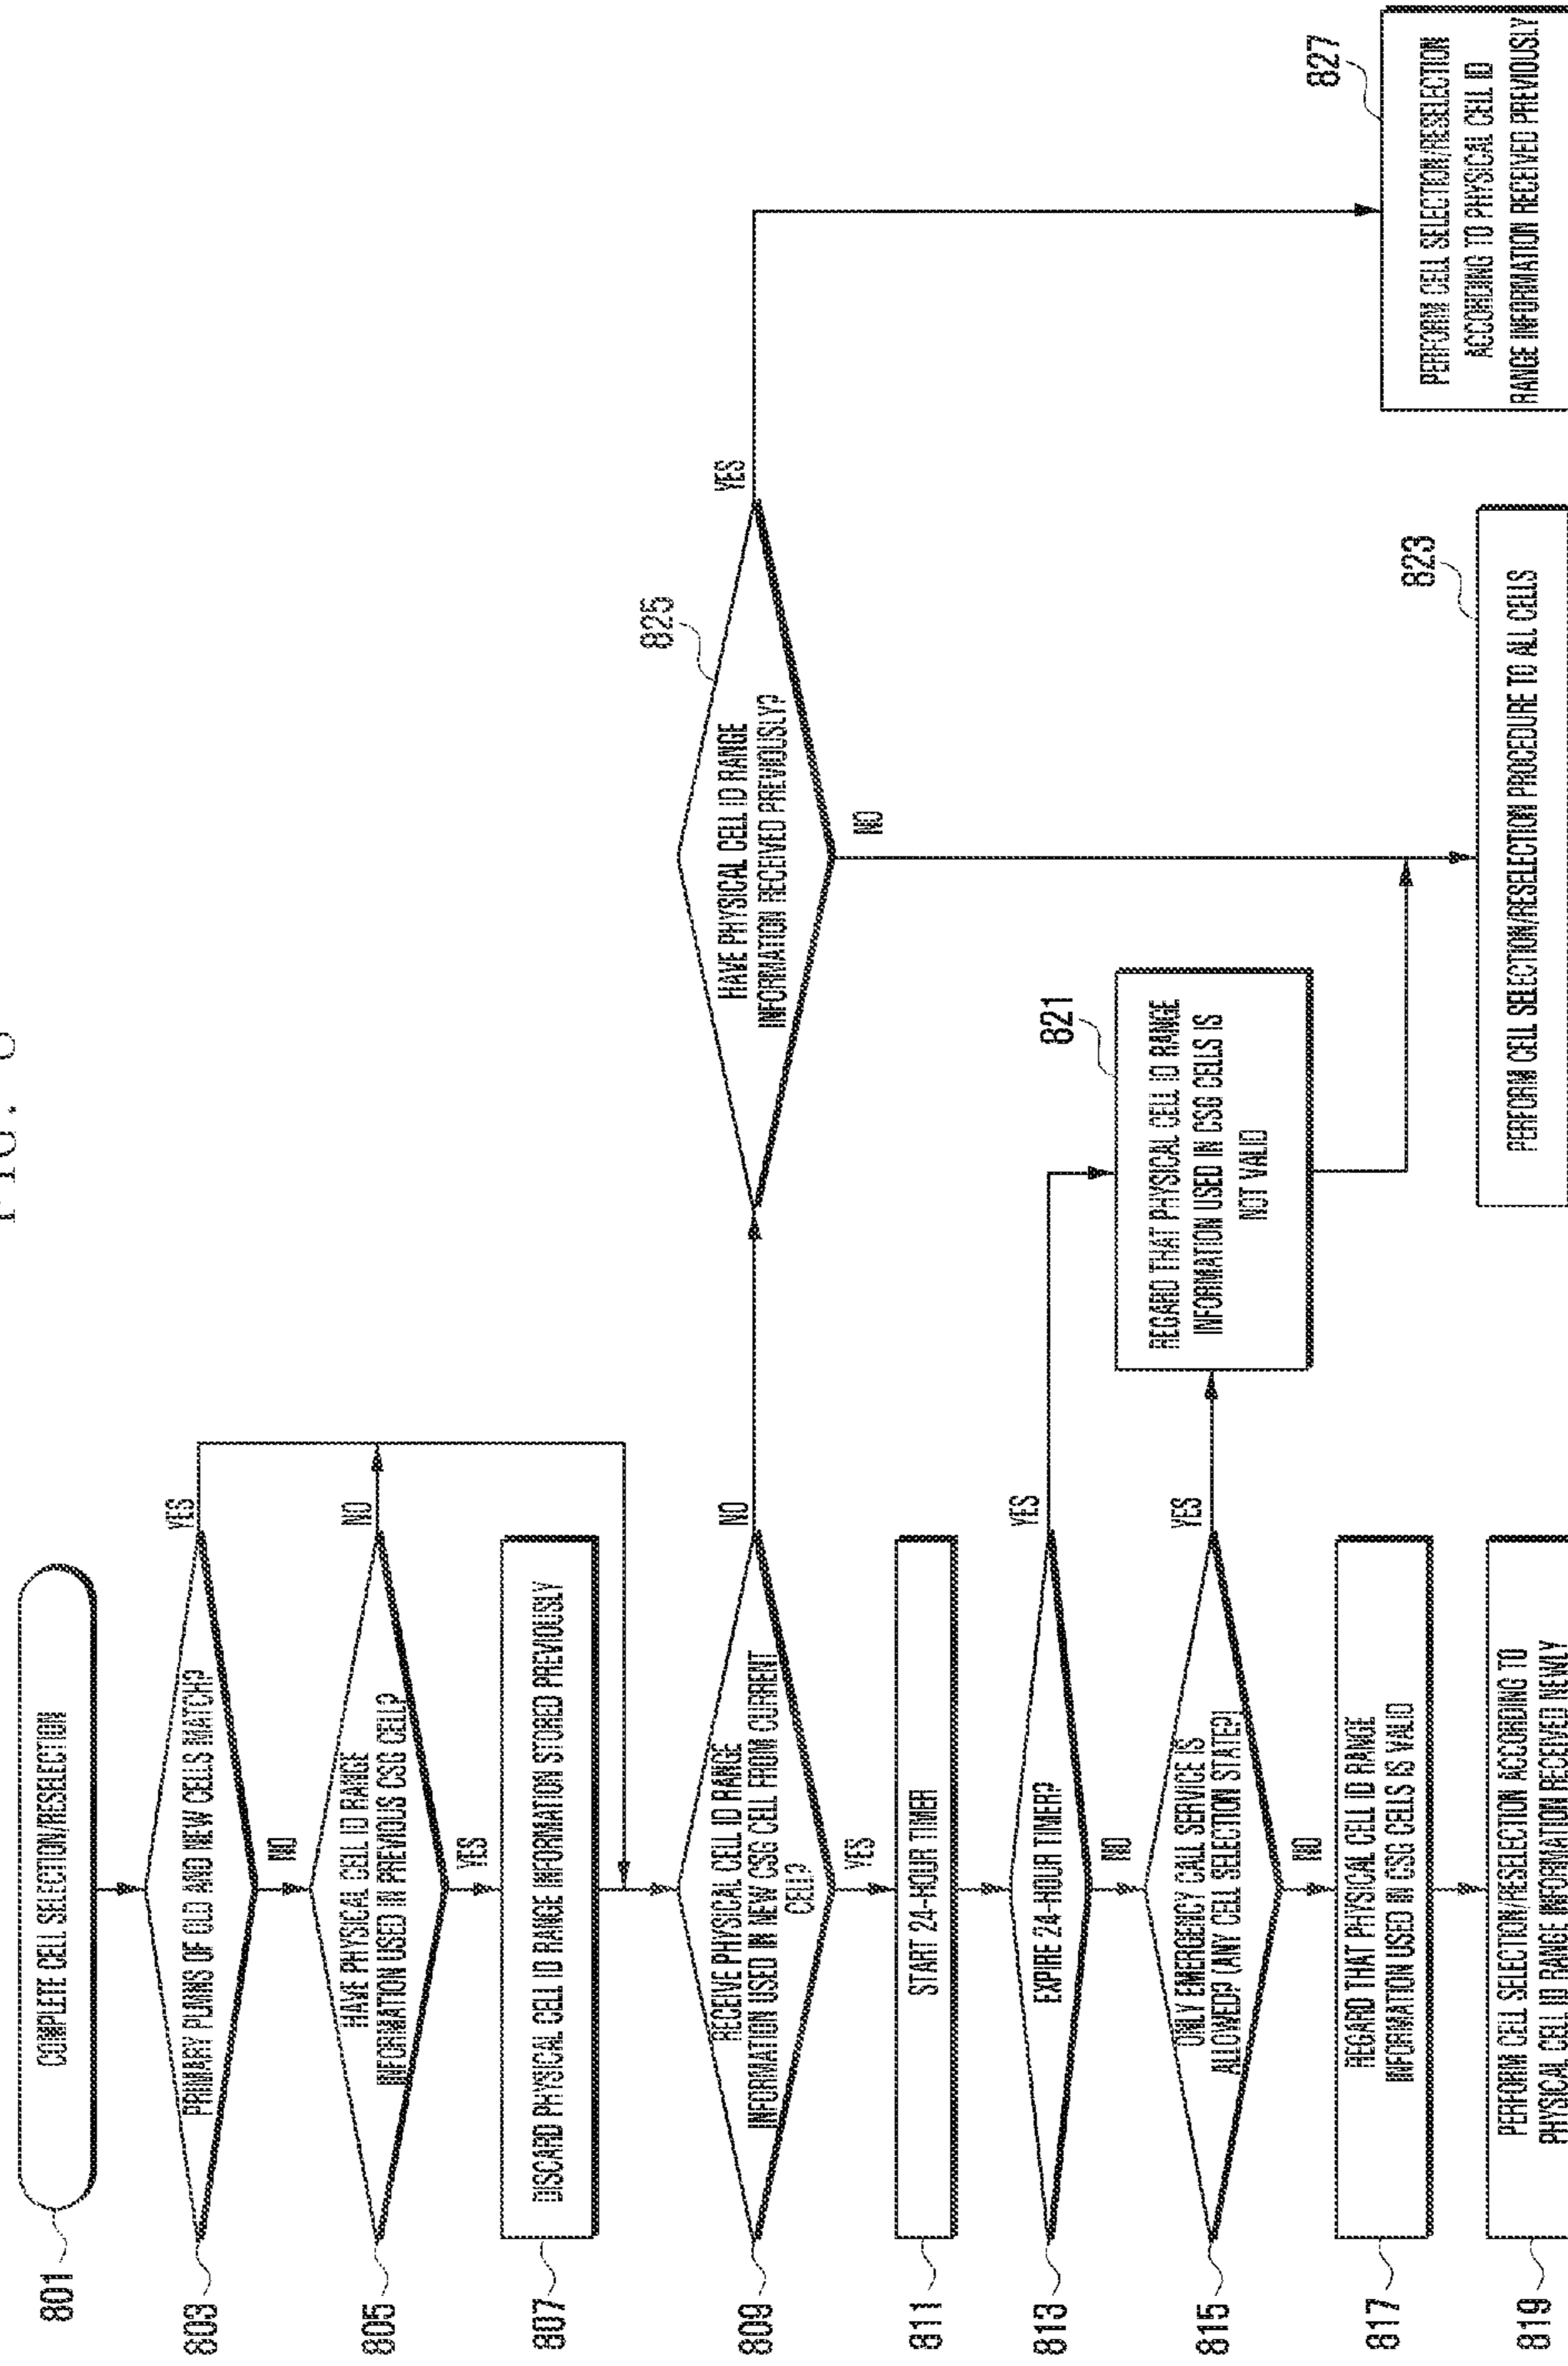 FIG. 8
801
COMPLETE CELL SELECTION/RESELECTION
803
PRIMARY PLMNS OF OLD AND NEW CELLS MATCH?
YES
NO
805
HAVE PHYSICAL CELL ID RANGE
INFORMATION USED IN PREVIOUS CSG CELL?
NO
YES
807
DISCARD PHYSICAL CELL ID RANGE INFORMATION STORED PREVIOUSLY
809
RECEIVE PHYSICAL CELL ID RANGE
INFORMATION USED IN NEW CSG CELL FROM CURRENT
CELL?
NO
YES
825
HAVE PHYSICAL CELL ID RANGE
INFORMATION RECEIVED PREVIOUSLY?
YES
NO
811
START 24-HOUR TIMER
813
EXPIRE 24-HOUR TIMER?
YES
NO
815
ONLY EMERGENCY CALL SERVICE IS
ALLOWED? (ANY CELL SELECTION STATE?)
YES
NO
821
REGARD THAT PHYSICAL CELL ID RANGE
INFORMATION USED IN CSG CELLS IS
NOT VALID
817
REGARD THAT PHYSICAL CELL ID RANGE
INFORMATION USED IN CSG CELLS IS VALID
819
PERFORM CELL SELECTION/RESELECTION ACCORDING TO
PHYSICAL CELL ID RANGE INFORMATION RECEIVED NEWLY
823
PERFORM CELL SELECTION/RESELECTION PROCEDURE TO ALL CELLS
827
PERFORM CELL SELECTION/RESELECTION
ACCORDING TO PHYSICAL CELL ID
RANGE INFORMATION RECEIVED PREVIOUSLY